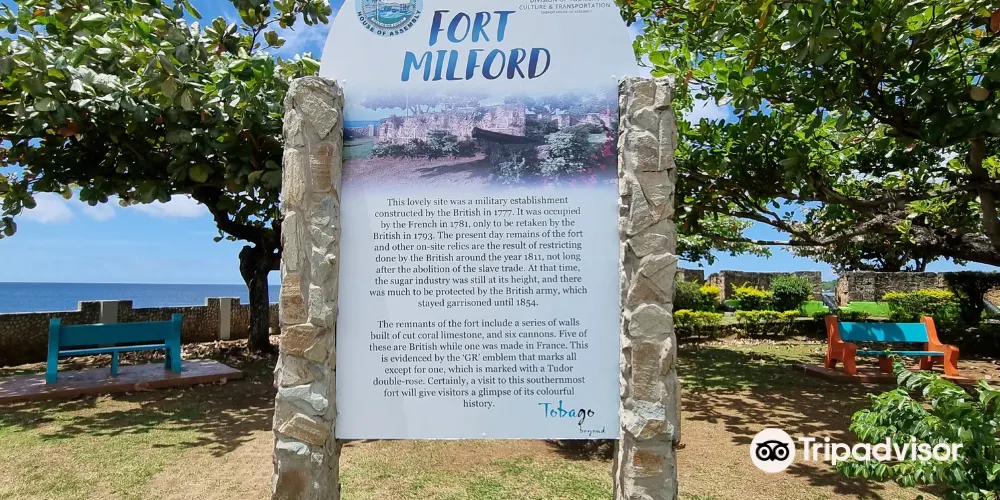 HOUSE OF ASSEMBLY
CULTURE & TRANSPORTATION
FORT
MILFORD
This lovely site was a military establishment
constructed by the British in 1777. It was occupied
by the French in 1781, only to be retaken by the
British in 1793. The present day remains of the fort
and other on-site relics are the result of restricting
done by the British around the year 1811, not long
after the abolition of the slave trade. At that time,
the sugar industry was still at its height, and there
was much to be protected by the British army, which
stayed garrisoned until 1854.
The remnants of the fort include a series of walls
built of cut coral limestone, and six cannons. Five of
these are British while one was made in France. This
is evidenced by the ‘GR’ emblem that marks all
except for one, which is marked with a Tudor
double-rose. Certainly, a visit to this southernmost
fort will give visitors a glimpse of its colourful
history.
Tobago
beyond
Tripadvisor